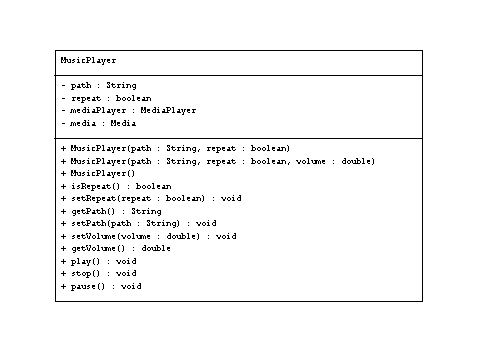 MusicPlayer
- path : String
- repeat : boolean
- mediaPlayer : MediaPlayer
- media : Media
+ MusicPlayer(path : String, repeat : boolean)
+ MusicPlayer(path : String, repeat : boolean, volume : double)
+ MusicPlayer()
+ isRepeat() : boolean
+ setRepeat(repeat : boolean) : void
+ getPath() : String
+ setPath(path : String) : void
+ setVolume(volume : double) : void
+ getVolume() : double
+ play() : void
+ stop() : void
+ pause() : void